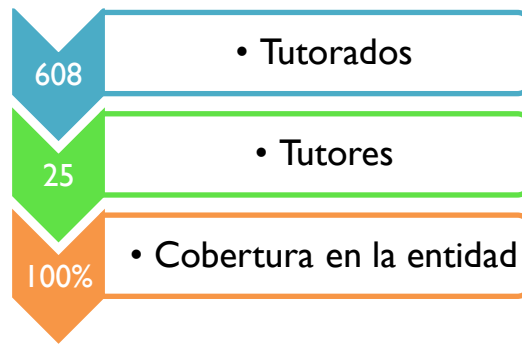 608
• Tutorados
25
• Tutores
100%
• Cobertura en la entidad